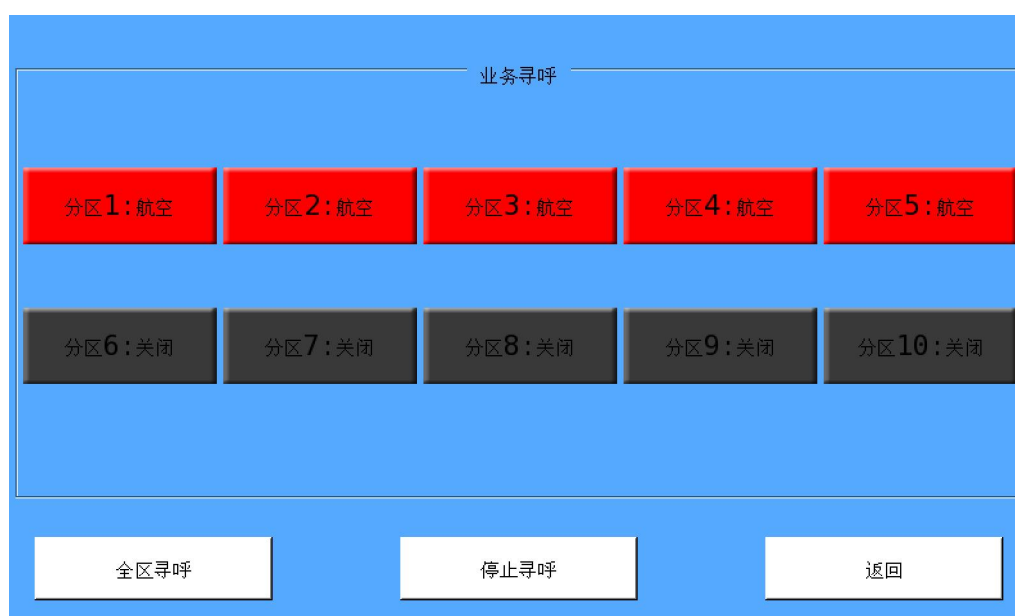 业务寻呼
分区1:航空 分区2:航空 分区3:航空 分区4:航空 分区5:航空
分区6:关闭 分区7:关闭 分区8:关闭 分区9:关闭 分区10:关闭
全区寻呼 停止寻呼 返回